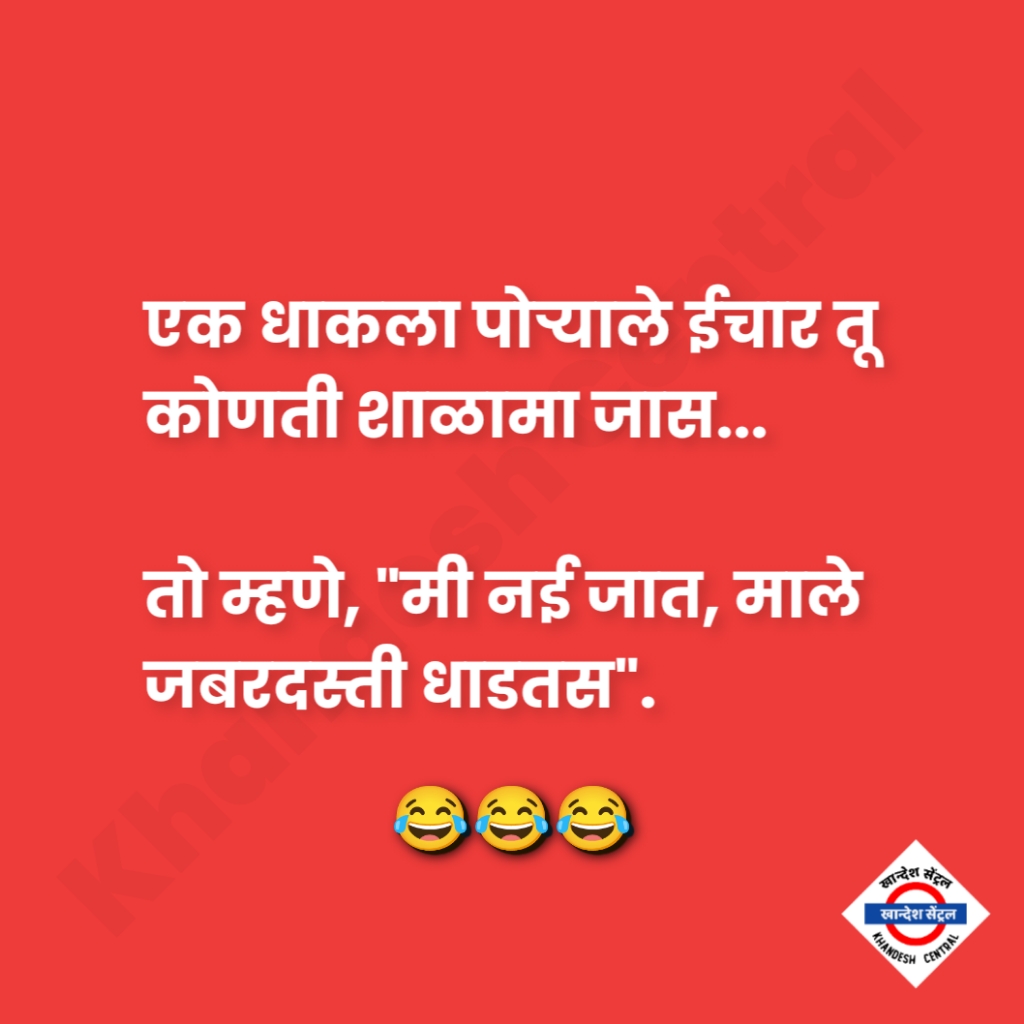 एक धाकला पोऱ्याले ईचार तू
कोणती शाळामा जास...
तो म्हणे, "मी नई जात, माले
जबरदस्ती धाडतस".
😂😂😂
Khandesh Central
खान्देश सेंट्रल
खान्देश सेंट्रल
KHANDESH CENTRAL